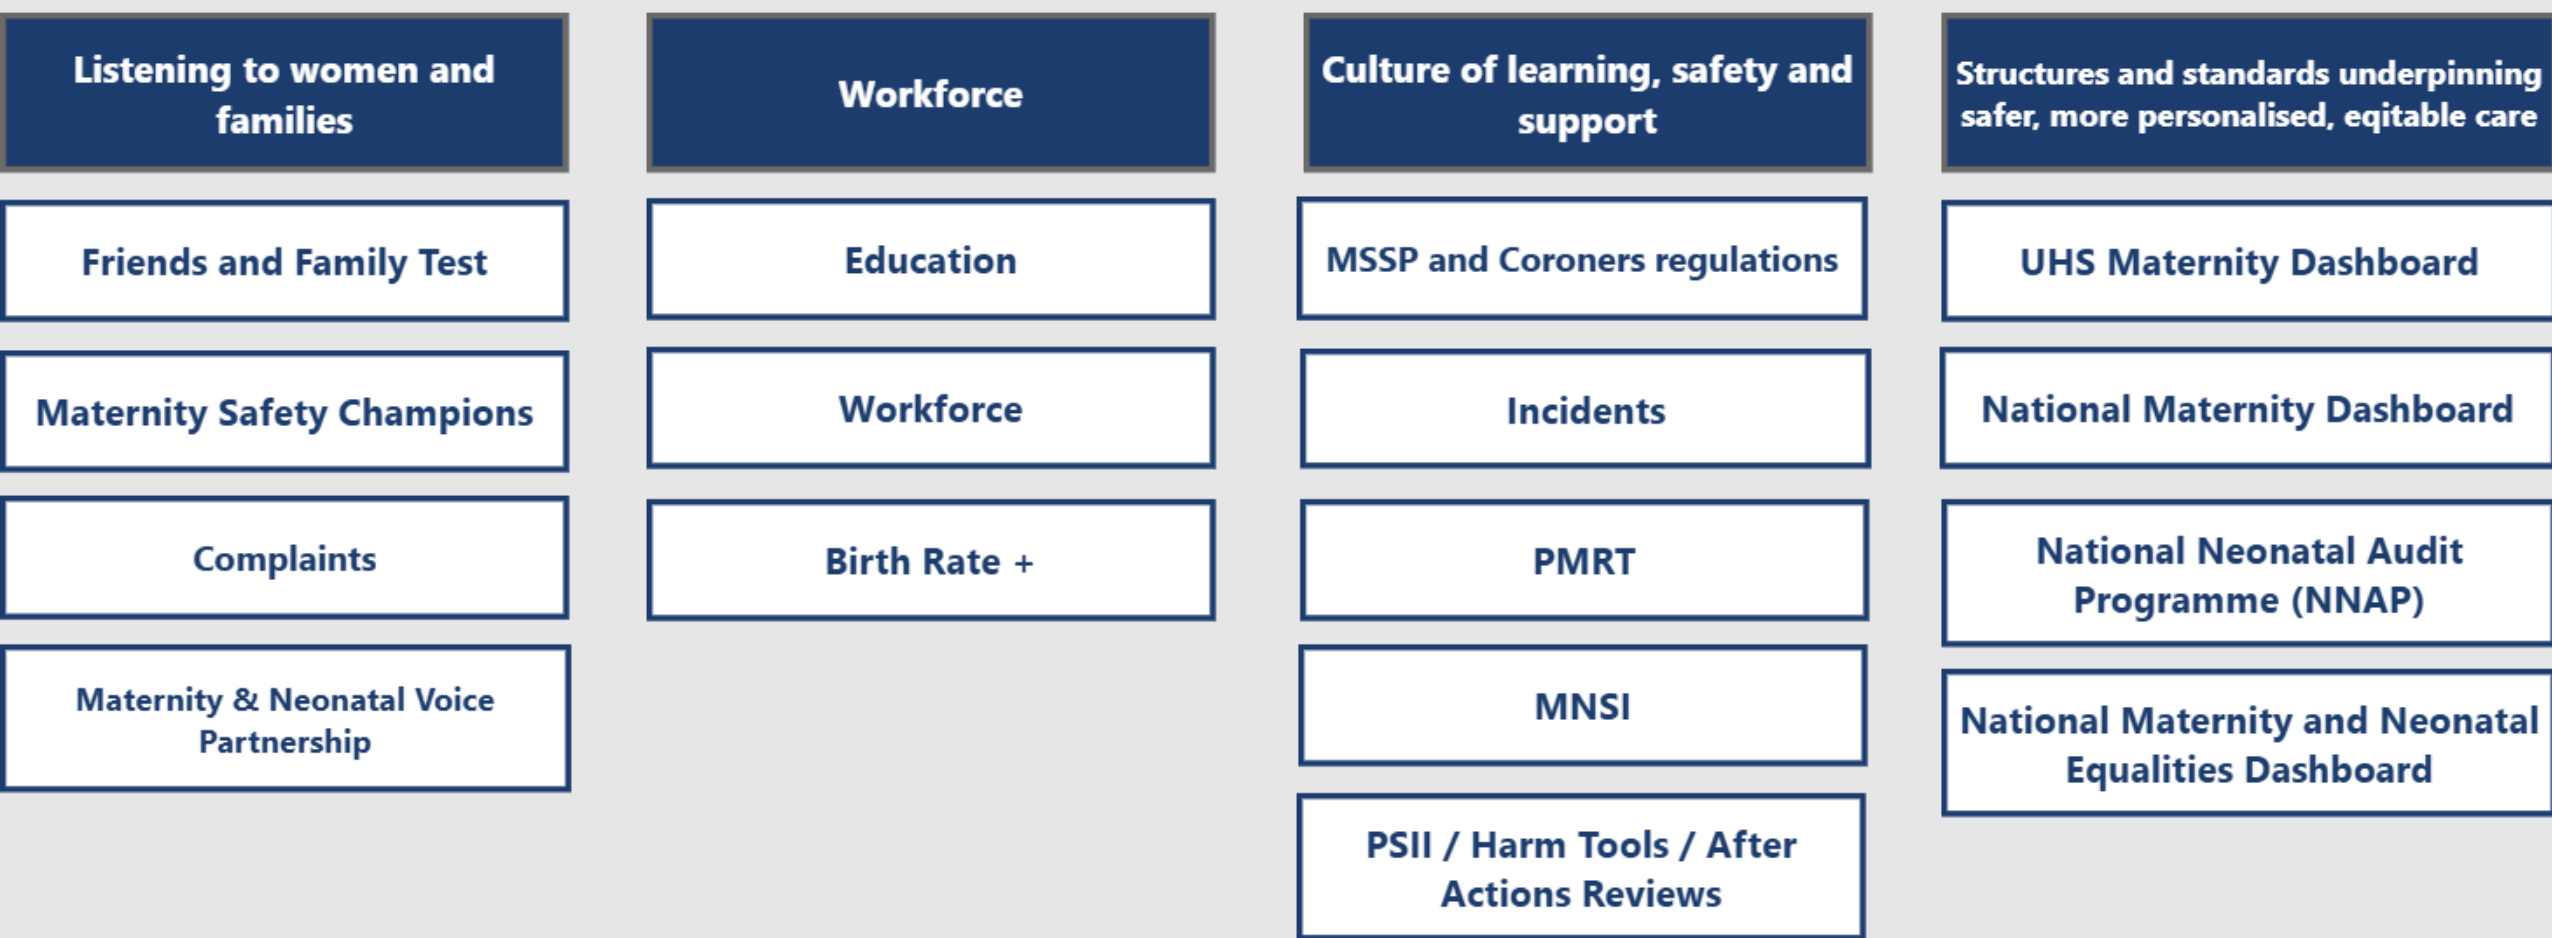 Listening to women and
families
Friends and Family Test
Maternity Safety Champions
Complaints
Maternity & Neonatal Voice
Partnership
Workforce
Education
Workforce
Birth Rate +
Culture of learning, safety and
support
MSSP and Coroners regulations
Incidents
PMRT
MNSI
PSII / Harm Tools / After
Actions Reviews
Structures and standards underpinning
safer, more personalised, eqitable care
UHS Maternity Dashboard
National Maternity Dashboard
National Neonatal Audit
Programme (NNAP)
National Maternity and Neonatal
Equalities Dashboard